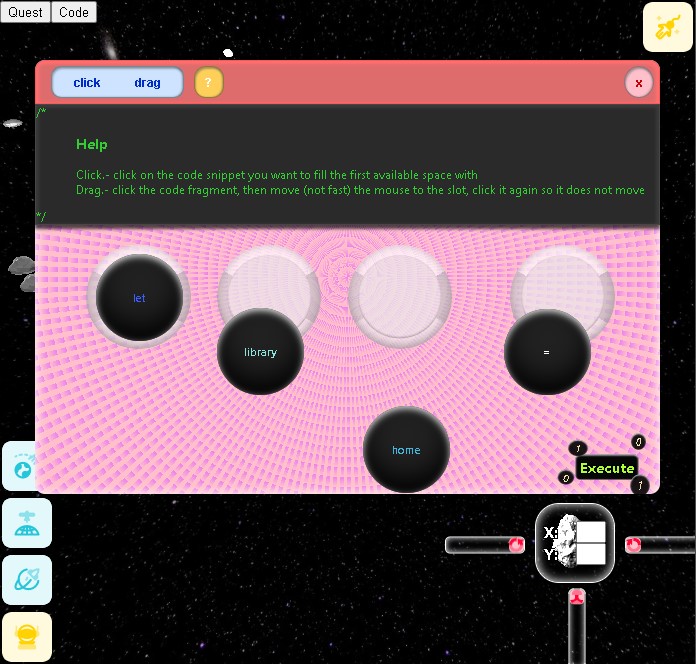 Quest Code
click drag ? x
/*
Help
Click.- click on the code snippet you want to fill the first available space with
Drag.- click the code fragment, then move (not fast) the mouse to the slot, click it again so it does not move
*/
let
library =
home
1 0
Execute
0 1
X:
Y: